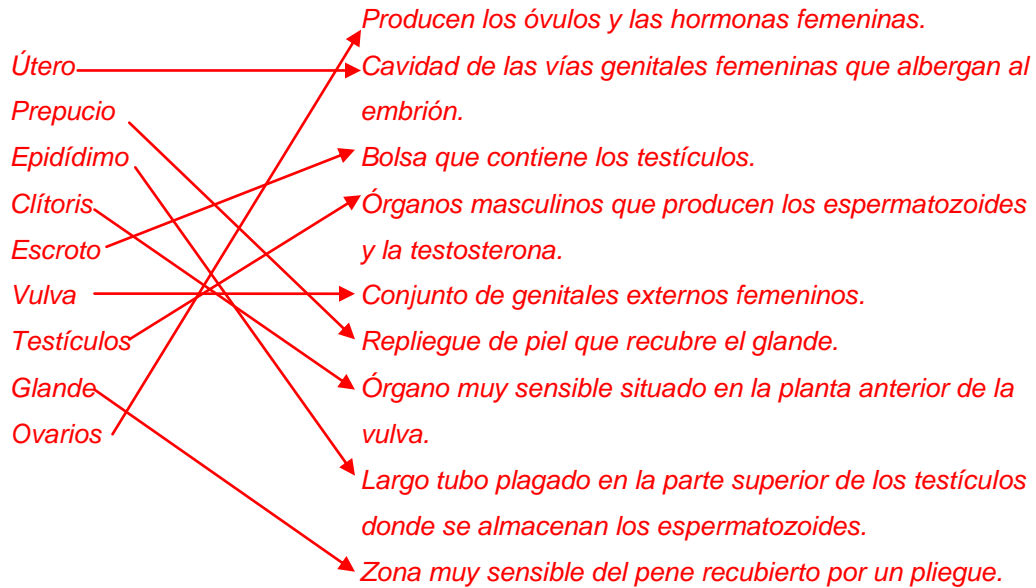 Producen los óvulos y las hormonas femeninas.
Útero
Cavidad de las vías genitales femeninas que albergan al
Prepucio
embrión.
Epidídimo
Bolsa que contiene los testículos.
Clítoris
Órganos masculinos que producen los espermatozoides
Escroto
y la testosterona.
Vulva
Conjunto de genitales externos femeninos.
Testículos
Repliegue de piel que recubre el glande.
Glande
Órgano muy sensible situado en la planta anterior de la
Ovarios
vulva.
Largo tubo plagado en la parte superior de los testículos
donde se almacenan los espermatozoides.
Zona muy sensible del pene recubierto por un pliegue.